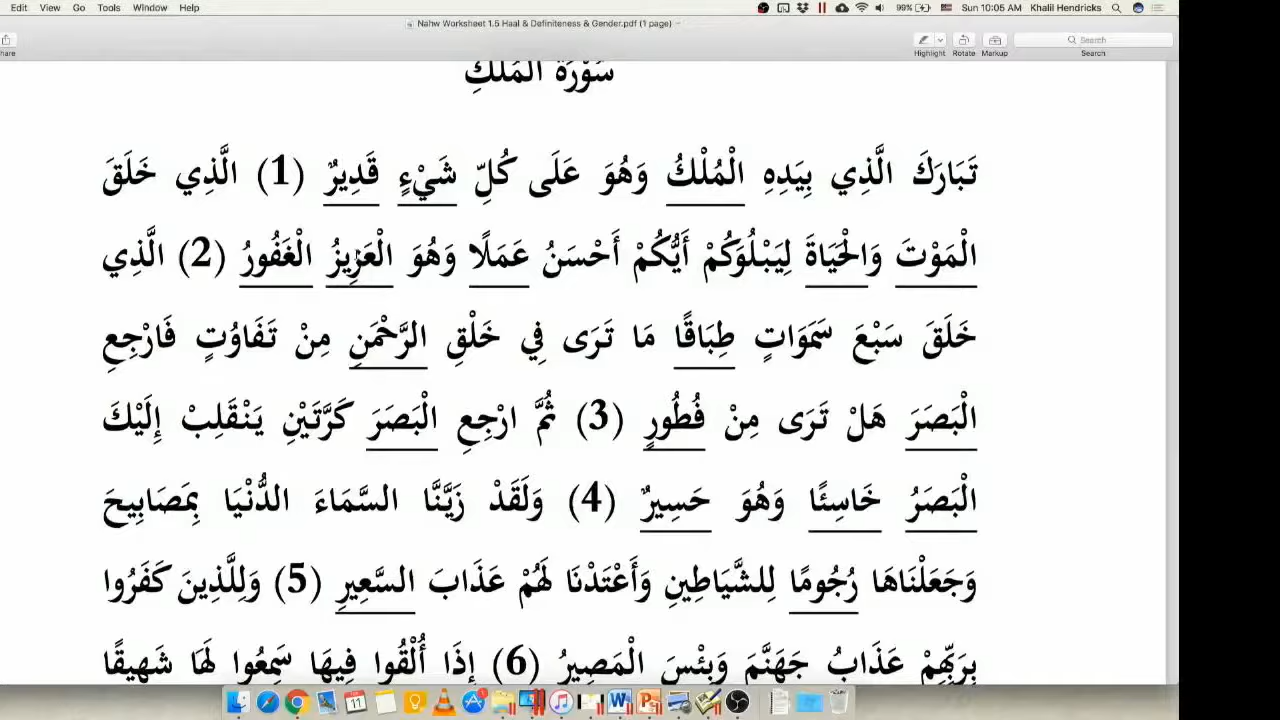 Edit View Go Tools Window Help 99% Sun 10:05 AM Khalil Hendricks
Nahw Worksheet 1.5 Haal & Definiteness & Gender.pdf (1 page)
Search
hare Highlight Rotate Markup Search
سُوْرَةُ الْمُلْكِ
تَبَارَكَ الَّذِي بِيَدِهِ الْمُلْكُ وَهُوَ عَلَى كُلِّ شَيْءٍ قَدِيرٌ (1) الَّذِي خَلَقَ
الْمَوْتَ وَالْحَيَاةَ لِيَبْلُوَكُمْ أَيُّكُمْ أَحْسَنُ عَمَلًا وَهُوَ الْعَزِيزُ الْغَفُورُ (2) الَّذِي
خَلَقَ سَبْعَ سَمَوَاتٍ طِبَاقًا مَا تَرَى فِي خَلْقِ الرَّحْمَنِ مِنْ تَفَاوُتٍ فَارْجِعِ
الْبَصَرَ هَلْ تَرَى مِنْ فُطُورٍ (3) ثُمَّ ارْجِعِ الْبَصَرَ كَرَّتَيْنِ يَنْقَلِبْ إِلَيْكَ
الْبَصَرُ خَاسِئًا وَهُوَ حَسِيرٌ (4) وَلَقَدْ زَيَّنَّا السَّمَاءَ الدُّنْيَا بِمَصَابِيحَ
وَجَعَلْنَاهَا رُجُومًا لِلشَّيَاطِينِ وَأَعْتَدْنَا لَهُمْ عَذَابَ السَّعِيرِ (5) وَلِلَّذِينَ كَفَرُوا
بِرَبِّهِمْ عَذَابُ جَهَنَّمَ وَبِئْسَ الْمَصِيرُ (6) إِذَا أُلْقُوا فِيهَا سَمِعُوا لَهَا شَهِيقًا